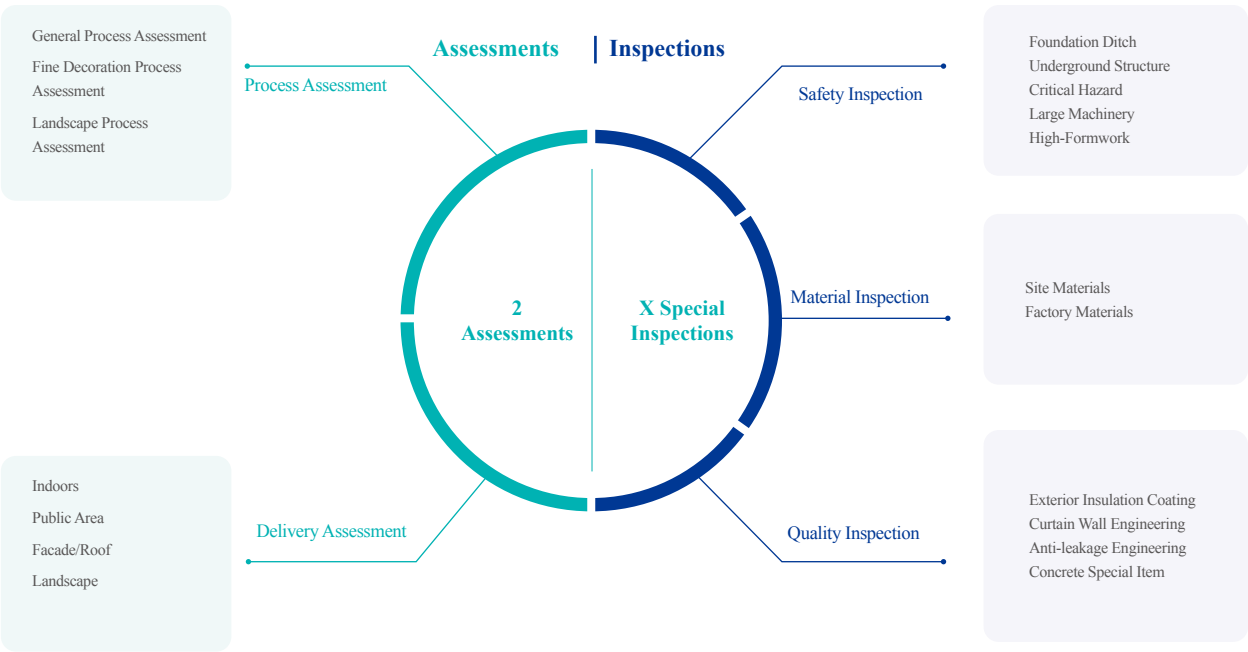 Assessments | Inspections
General Process Assessment
Fine Decoration Process
Assessment
Landscape Process
Assessment
Process Assessment
Safety Inspection
Foundation Ditch
Underground Structure
Critical Hazard
Large Machinery
High-Formwork
2
Assessments
X Special
Inspections
Material Inspection
Site Materials
Factory Materials
Indoors
Public Area
Facade/Roof
Landscape
Delivery Assessment
Quality Inspection
Exterior Insulation Coating
Curtain Wall Engineering
Anti-leakage Engineering
Concrete Special Item